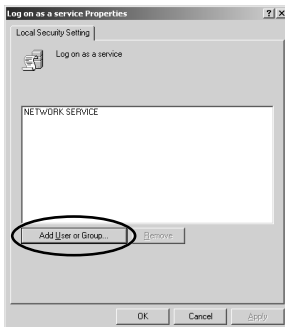 Log on as a service Properties
Local Security Setting
Log on as a service
NETWORK SERVICE
Add User or Group...
Remove
OK
Cancel
Apply